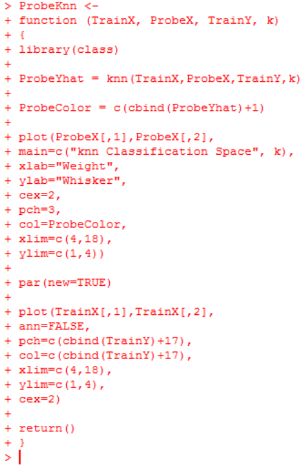 > ProbeKnn <-
+ function (TrainX, ProbeX, TrainY, k)
+ {
+ library(class)
+
+ ProbeYhat = knn(TrainX,ProbeX,TrainY,k)
+
+ ProbeColor = c(cbind(ProbeYhat)+1)
+
+ plot(ProbeX[,1],ProbeX[,2],
+ main=c("knn Classification Space", k),
+ xlab="Weight",
+ ylab="Whisker",
+ cex=2,
+ pch=3,
+ col=ProbeColor,
+ xlim=c(4,18),
+ ylim=c(1,4))
+
+ par(new=TRUE)
+
+ plot(TrainX[,1],TrainX[,2],
+ ann=FALSE,
+ pch=c(cbind(TrainY)+17),
+ col=c(cbind(TrainY)+17),
+ xlim=c(4,18),
+ ylim=c(1,4),
+ cex=2)
+
+ return()
+ }
> |